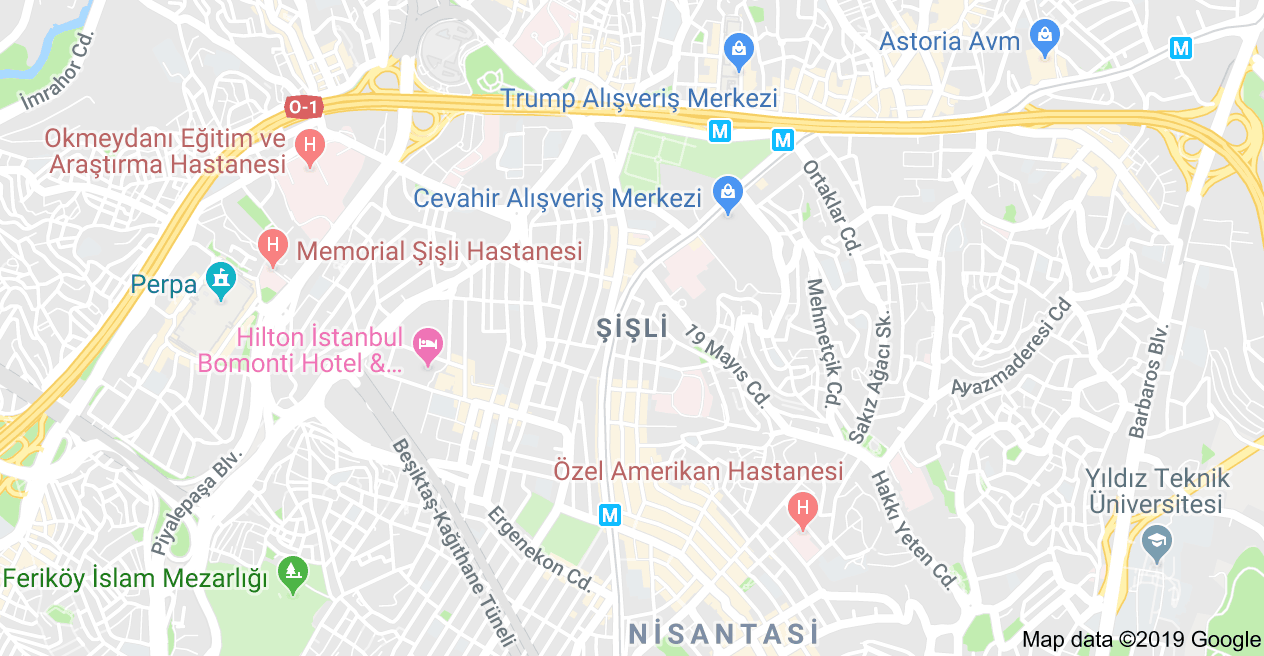 Astoria Avm
M
İmrahor Cd.
Trump Alışveriş Merkezi
O-1
M
M
Okmeydanı Eğitim ve
Araştırma Hastanesi
H
Ortaklar Cd.
Cevahir Alışveriş Merkezi
H
Memorial Şişli Hastanesi
Perpa
Mehmetçik Cd.
Sakız Ağacı Sk.
Ayazmaderesi Cd
Barbaros Blv.
ŞİŞLİ
19 Mayıs Cd.
Hilton İstanbul
Bomonti Hotel &...
Piyalepaşa Blv.
Beşiktaş-Kağıthane Tüneli
Özel Amerikan Hastanesi
H
Hakkı Yeten Cd.
Yıldız Teknik
Üniversitesi
M
Ergenekon Cd.
Feriköy İslam Mezarlığı
NİSANTASİ
Map data ©2019 Google